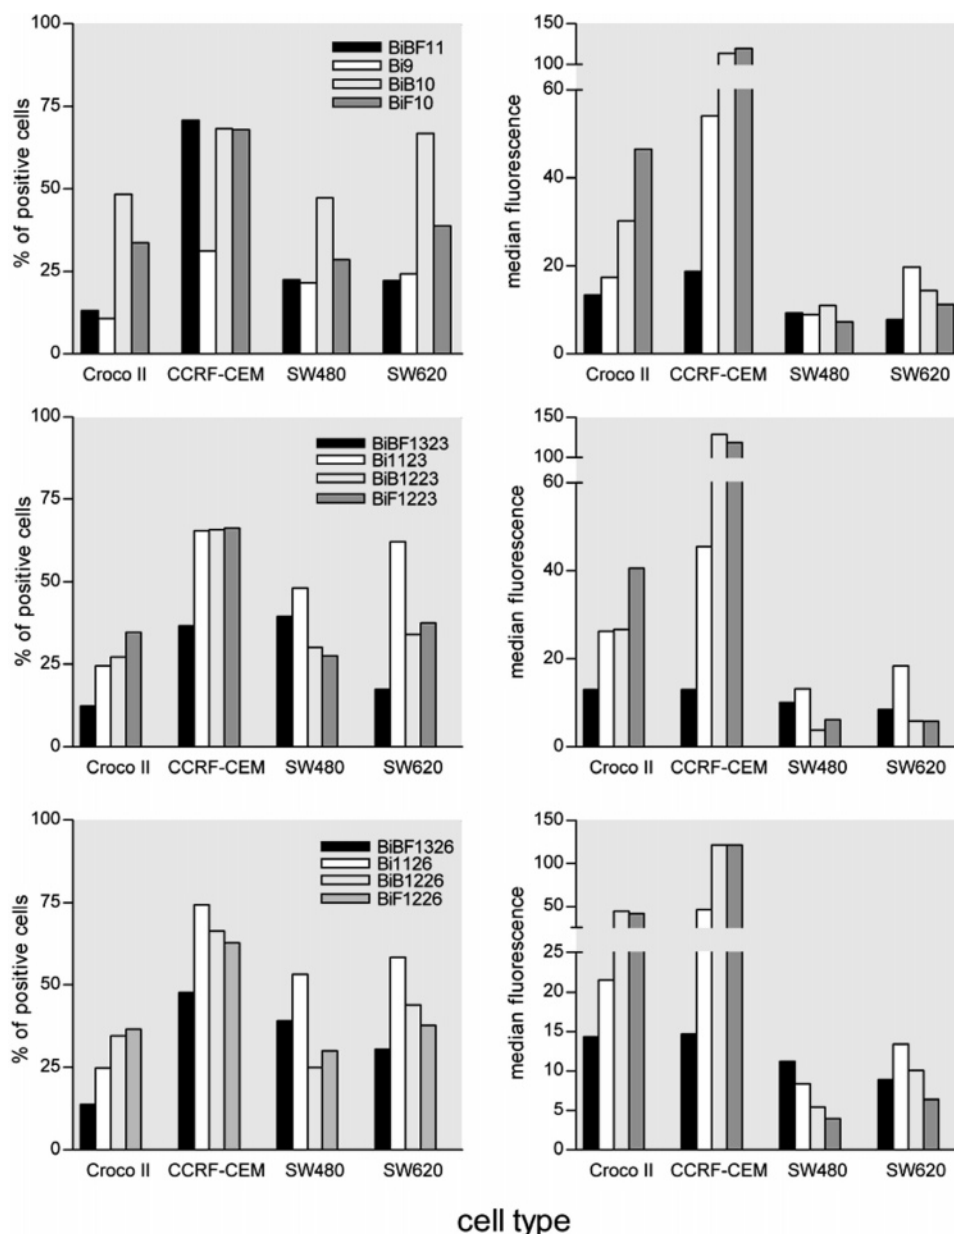 % of positive cells
100
75
50
25
0
BiBF11
Bi9
BiB10
BiF10
Croco II CCRF-CEM SW480 SW620
median fluorescence
150
100
60
40
20
0
Croco II CCRF-CEM SW480 SW620
% of positive cells
100
75
50
25
0
BiBF1323
Bi1123
BiB1223
BiF1223
Croco II CCRF-CEM SW480 SW620
median fluorescence
150
100
60
40
20
0
Croco II CCRF-CEM SW480 SW620
% of positive cells
100
75
50
25
0
BiBF1326
Bi1126
BiB1226
BiF1226
Croco II CCRF-CEM SW480 SW620
median fluorescence
150
100
50
25
20
15
10
5
0
Croco II CCRF-CEM SW480 SW620
cell type